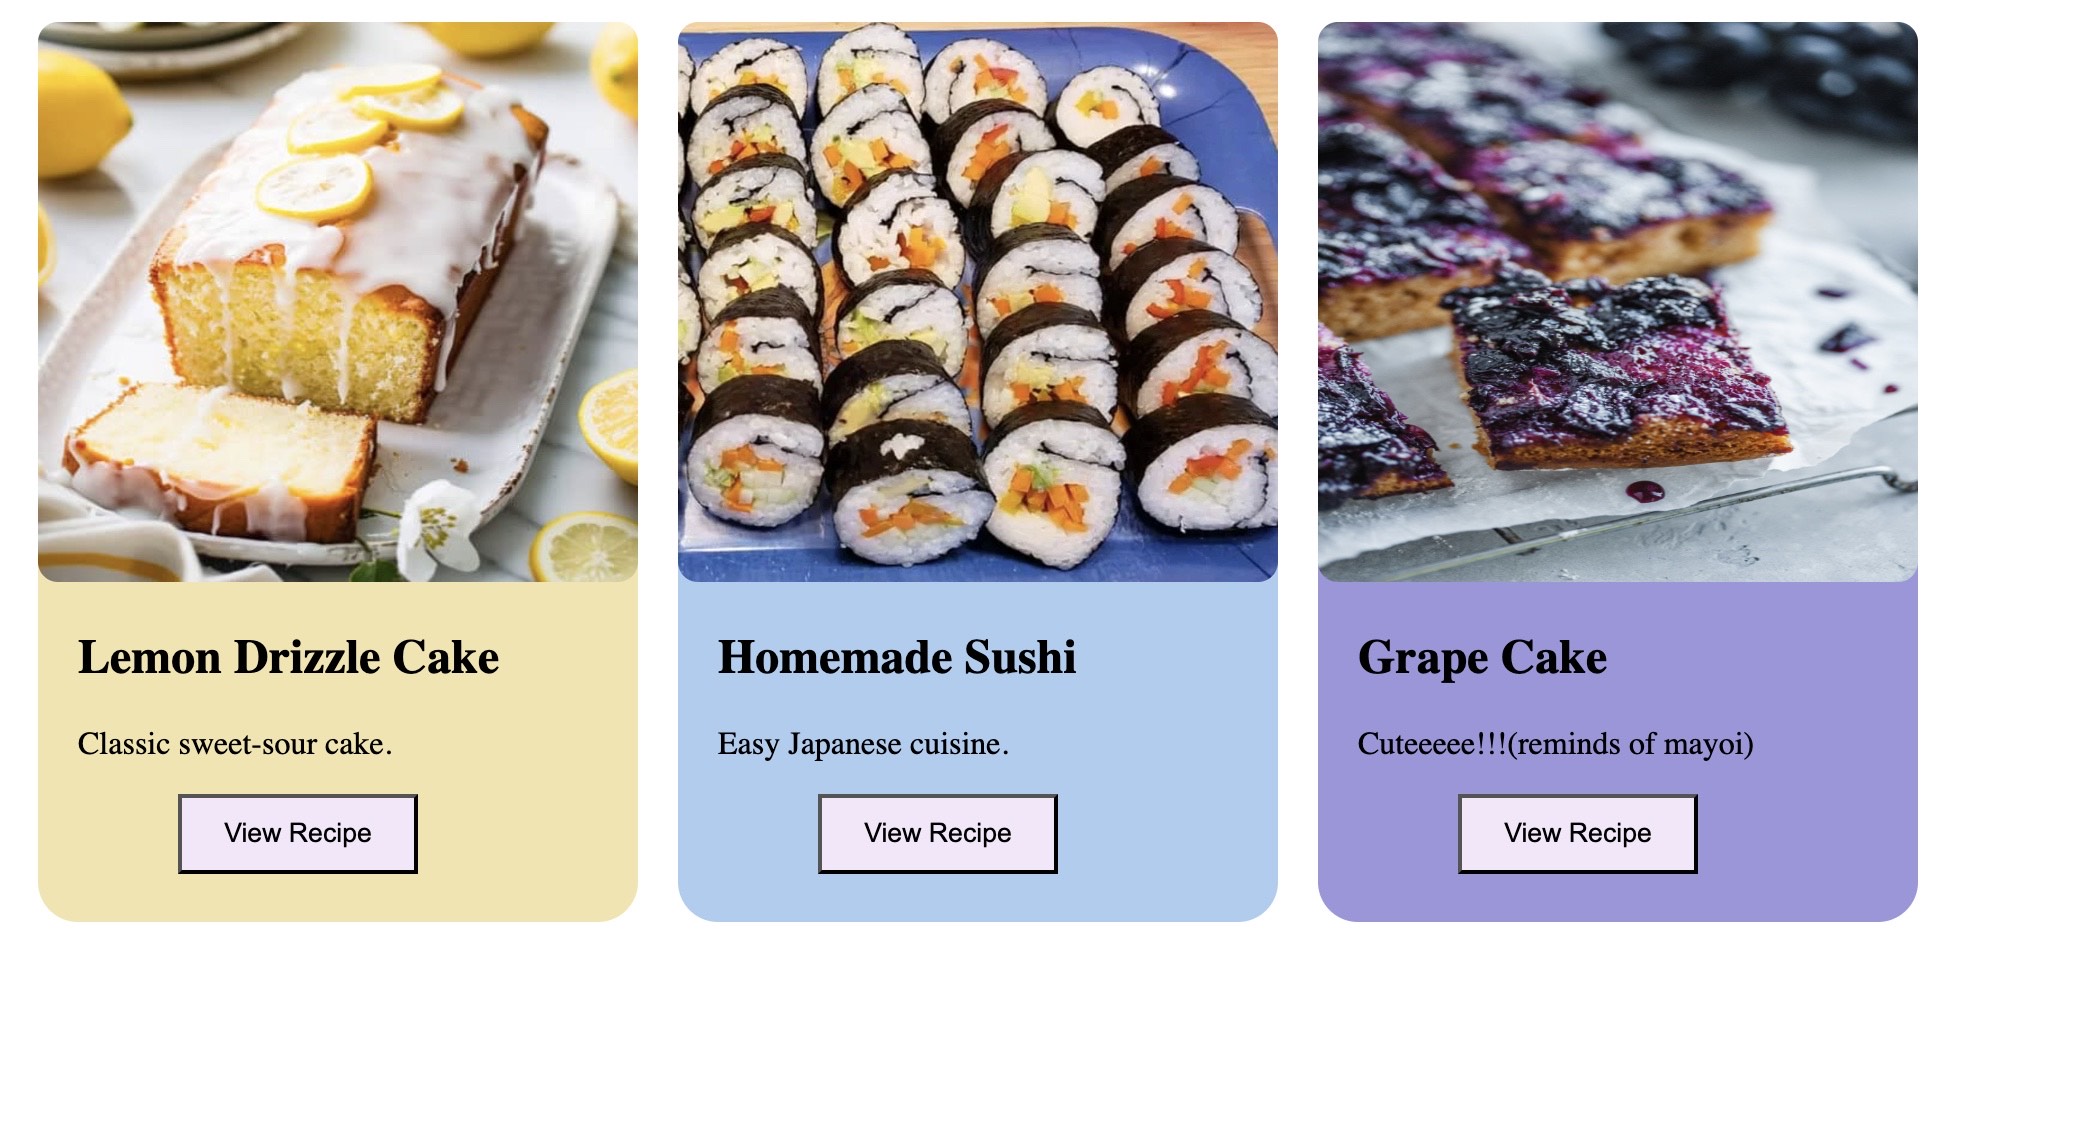 Lemon Drizzle Cake
Classic sweet-sour cake.
View Recipe
Homemade Sushi
Easy Japanese cuisine.
View Recipe
Grape Cake
Cuteeeee!!!(reminds of mayoi)
View Recipe